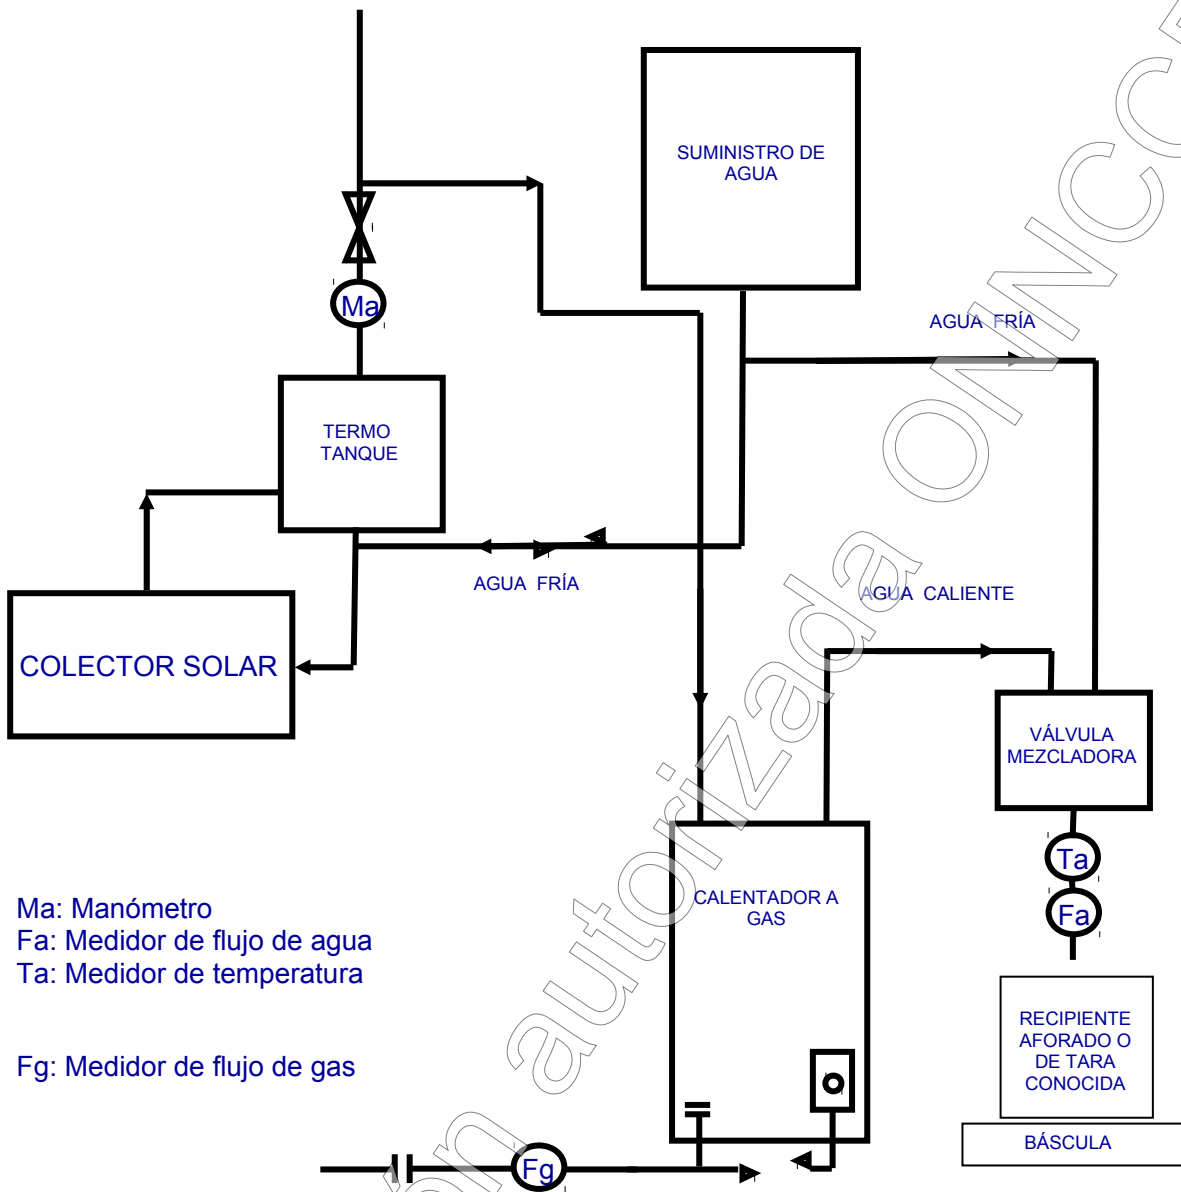 SUMINISTRO DE
AGUA
Ma
AGUA FRÍA
TERMO
TANQUE
AGUA FRÍA
AGUA CALIENTE
COLECTOR SOLAR
VÁLVULA
MEZCLADORA
Ta
Fa
CALENTADOR A
GAS
Ma: Manómetro
Fa: Medidor de flujo de agua
Ta: Medidor de temperatura
Fg: Medidor de flujo de gas
RECIPIENTE
AFORADO O
DE TARA
CONOCIDA
BÁSCULA
Fg
autorizada ONNCC